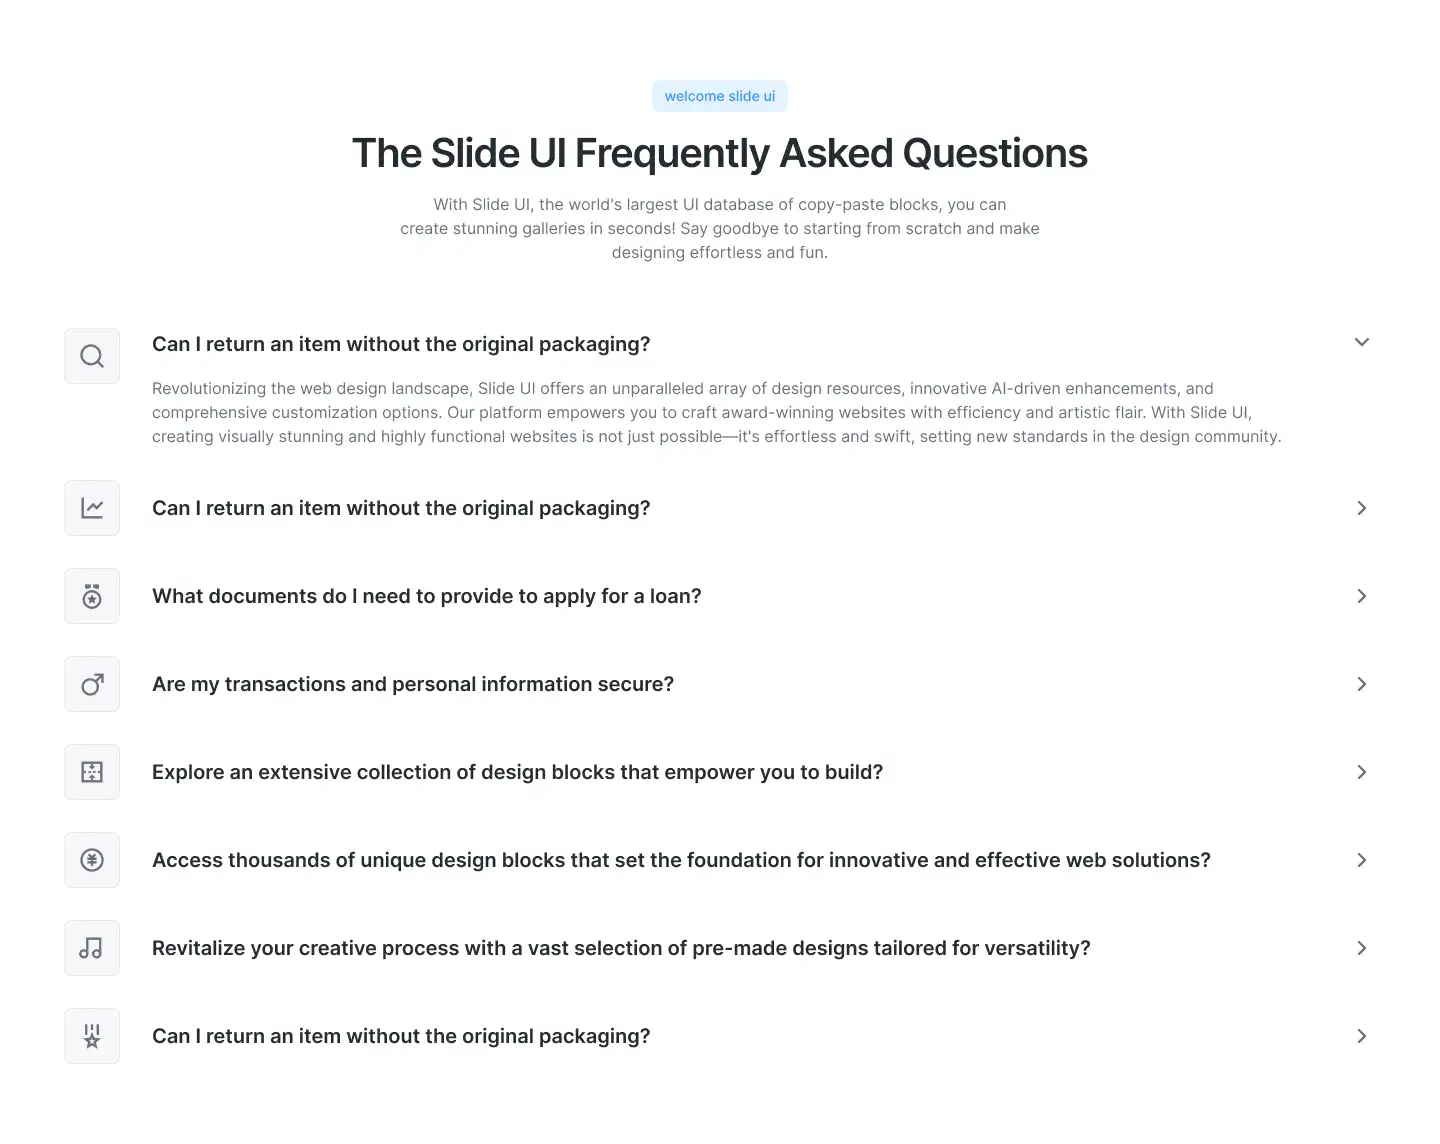 welcome slide ui
The Slide UI Frequently Asked Questions
With Slide UI, the world's largest UI database of copy-paste blocks, you can
create stunning galleries in seconds! Say goodbye to starting from scratch and make
designing effortless and fun.
Can I return an item without the original packaging?
Revolutionizing the web design landscape, Slide UI offers an unparalleled array of design resources, innovative AI-driven enhancements, and
comprehensive customization options. Our platform empowers you to craft award-winning websites with efficiency and artistic flair. With Slide UI,
creating visually stunning and highly functional websites is not just possible—it's effortless and swift, setting new standards in the design community.
Can I return an item without the original packaging?
What documents do I need to provide to apply for a loan?
Are my transactions and personal information secure?
Explore an extensive collection of design blocks that empower you to build?
Access thousands of unique design blocks that set the foundation for innovative and effective web solutions?
Revitalize your creative process with a vast selection of pre-made designs tailored for versatility?
Can I return an item without the original packaging?